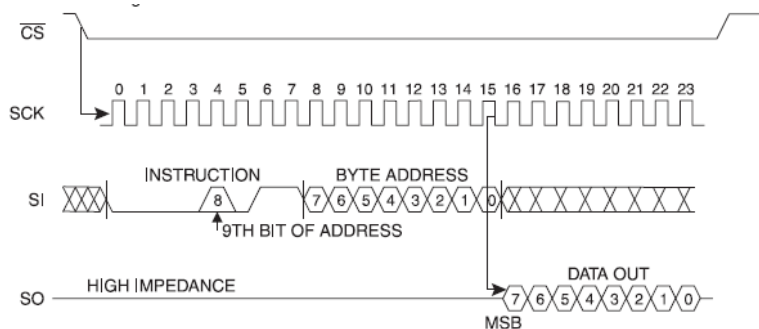 CS
0 1 2 3 4 5 6 7 8 9 10 11 12 13 14 15 16 17 18 19 20 21 22 23
SCK
INSTRUCTION BYTE ADDRESS
SI 8 7 6 5 4 3 2 1 0
9TH BIT OF ADDRESS
HIGH IMPEDANCE DATA OUT
SO 7 6 5 4 3 2 1 0
MSB